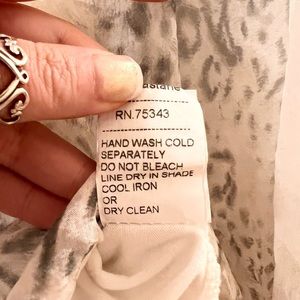 RN.75343
HAND WASH COLD
SEPARATELY
DO NOT BLEACH
LINE DRY IN SHADE
COOL IRON
OR
DRY CLEAN